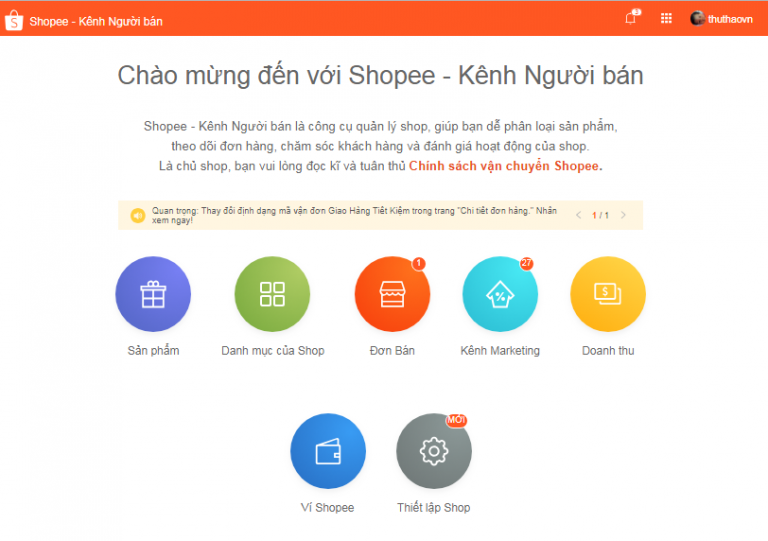 Shopee - Kênh Người bán
3
thuthaovn
Chào mừng đến với Shopee - Kênh Người bán
Shopee - Kênh Người bán là công cụ quản lý shop, giúp bạn dễ phân loại sản phẩm,
theo dõi đơn hàng, chăm sóc khách hàng và đánh giá hoạt động của shop.
Là chủ shop, bạn vui lòng đọc kĩ và tuân thủ Chính sách vận chuyển Shopee.
Quan trọng: Thay đổi định dạng mã vận đơn Giao Hàng Tiết Kiệm trong trang "Chi tiết đơn hàng." Nhấn
xem ngay!
1 / 1
1
27
Sản phẩm
Danh mục của Shop
Đơn Bán
Kênh Marketing
Doanh thu
MỚI
Ví Shopee
Thiết lập Shop